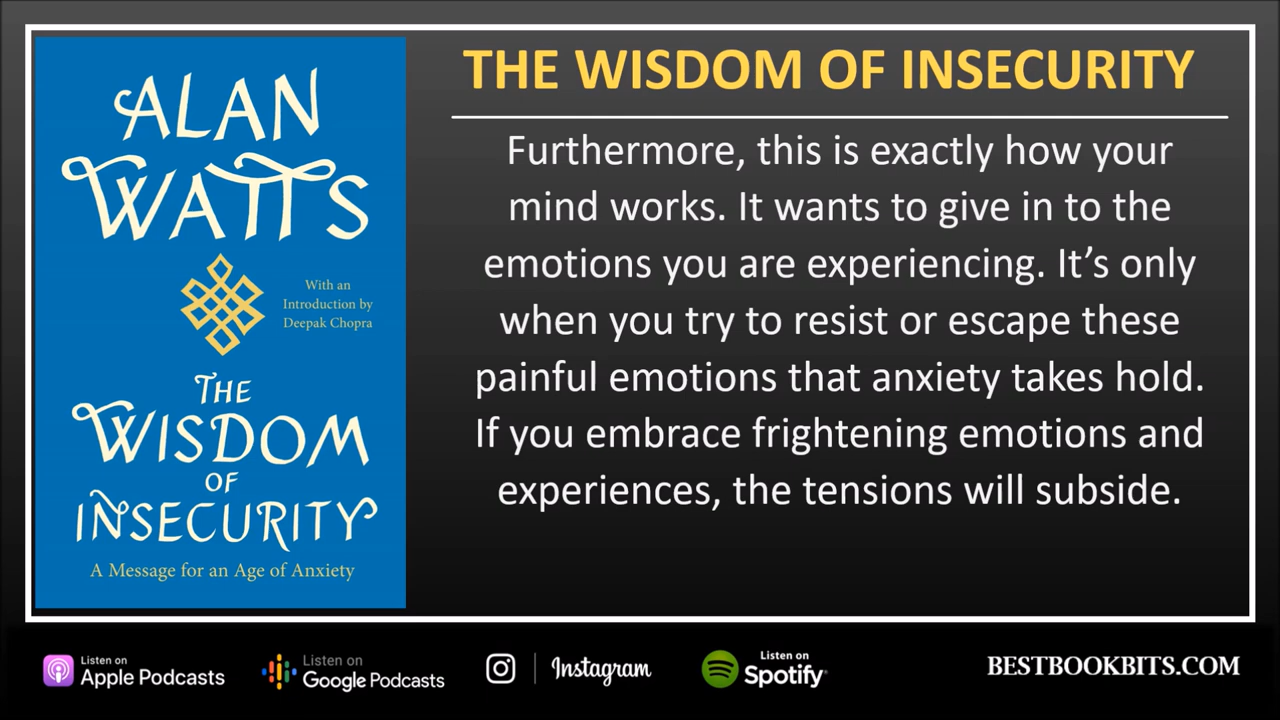 ALAN
WATTS
With an
Introduction by
Deepak Chopra
THE
WISDOM
OF
INSECURITY
A Message for an Age of Anxiety
THE WISDOM OF INSECURITY
Furthermore, this is exactly how your
mind works. It wants to give in to the
emotions you are experiencing. It’s only
when you try to resist or escape these
painful emotions that anxiety takes hold.
If you embrace frightening emotions and
experiences, the tensions will subside.
Listen on
Apple Podcasts
Listen on
Google Podcasts
Instagram
Listen on
Spotify
BESTBOOKBITS.COM